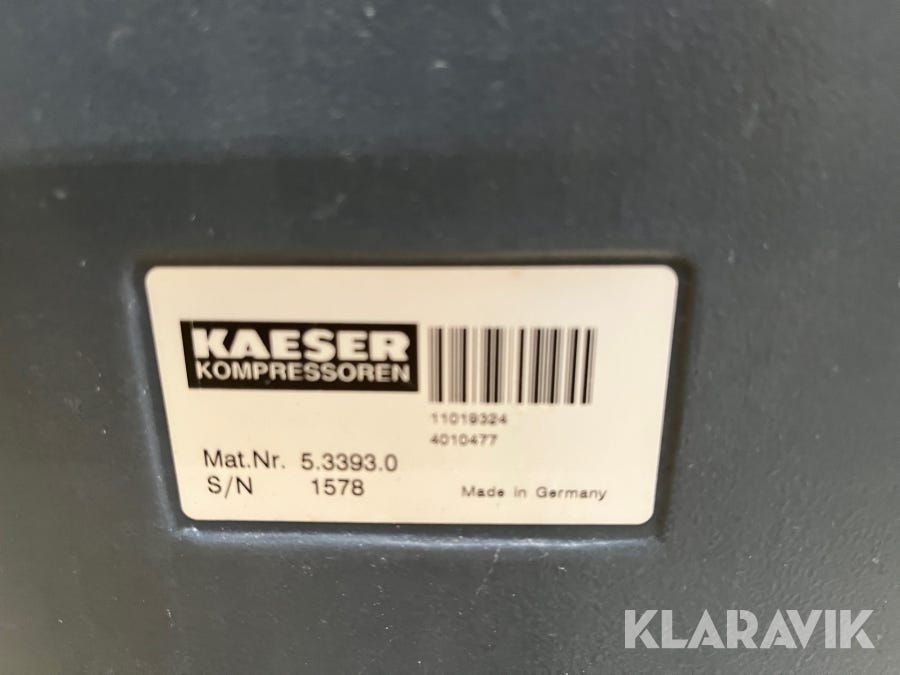 KAESER
KOMPRESSOREN
11019324
4010477
Mat.Nr. 5.3393.0
S/N 1578
Made in Germany
KLARAVIK